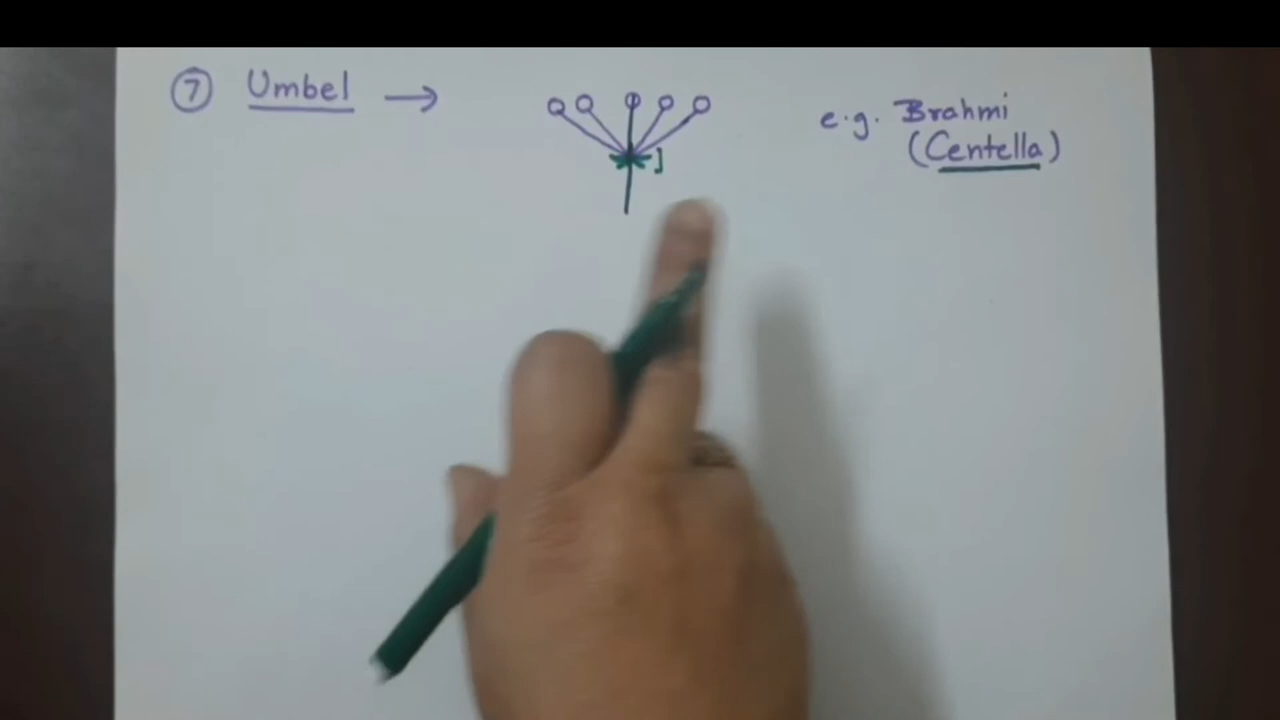 7 Umbel →
e.g. Brahmi
(Centella)